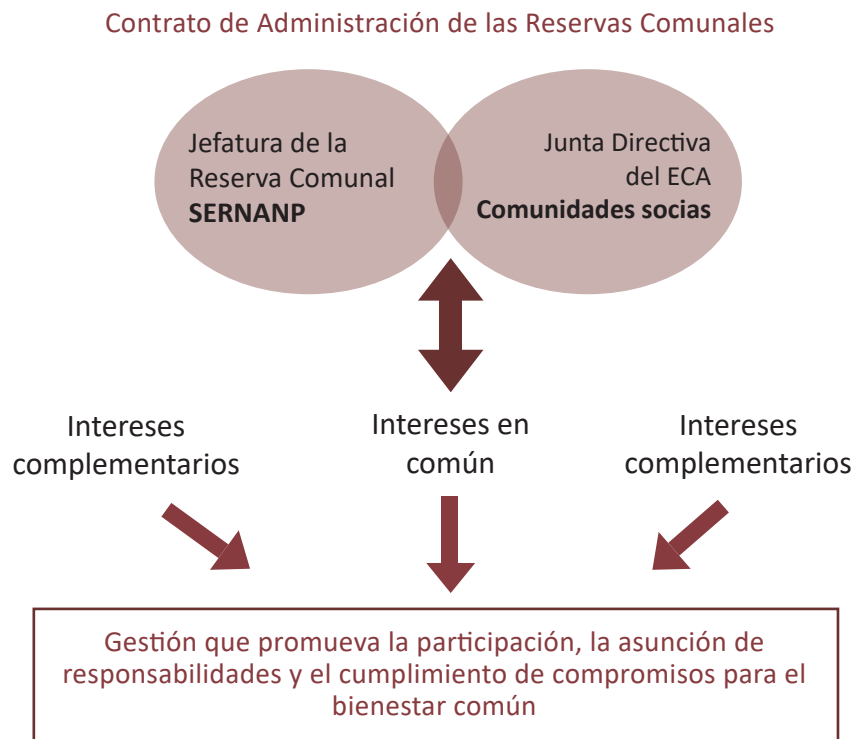 Contrato de Administración de las Reservas Comunales
Jefatura de la
Reserva Comunal
SERNANP
Junta Directiva
del ECA
Comunidades socias
Intereses
complementarios
Intereses en
común
Intereses
complementarios
Gestión que promueva la participación, la asunción de
responsabilidades y el cumplimiento de compromisos para el
bienestar común